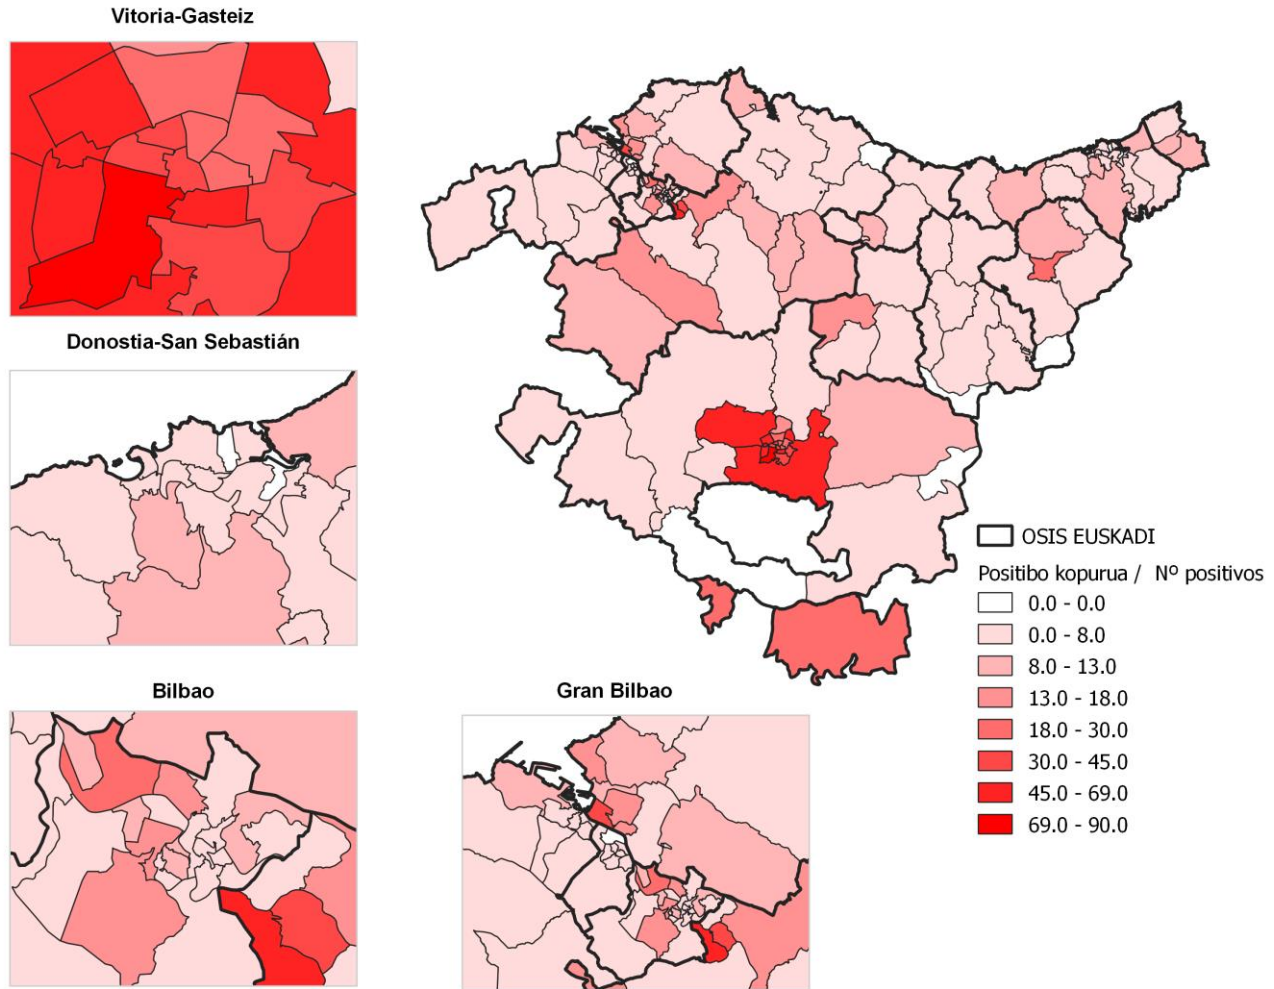 Vitoria-Gasteiz
Donostia-San Sebastián
Bilbao
Gran Bilbao
OSIS EUSKADI
Positibo kopurua / Nº positivos
0.0 - 0.0
0.0 - 8.0
8.0 - 13.0
13.0 - 18.0
18.0 - 30.0
30.0 - 45.0
45.0 - 69.0
69.0 - 90.0